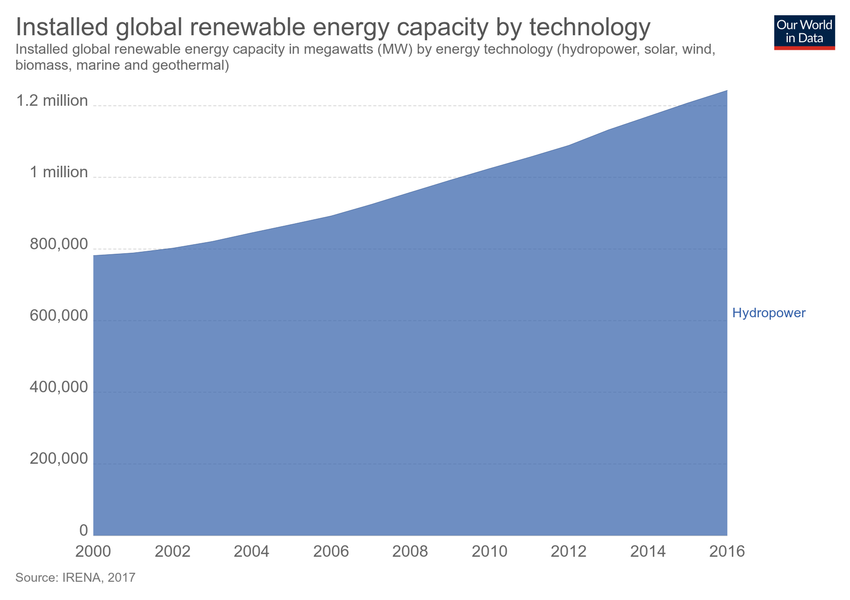 Installed global renewable energy capacity by technology
Our World
in Data
Installed global renewable energy capacity in megawatts (MW) by energy technology (hydropower, solar, wind,
biomass, marine and geothermal)
1.2 million
1 million
800,000
600,000
Hydropower
400,000
200,000
0
2000 2002 2004 2006 2008 2010 2012 2014 2016
Source: IRENA, 2017